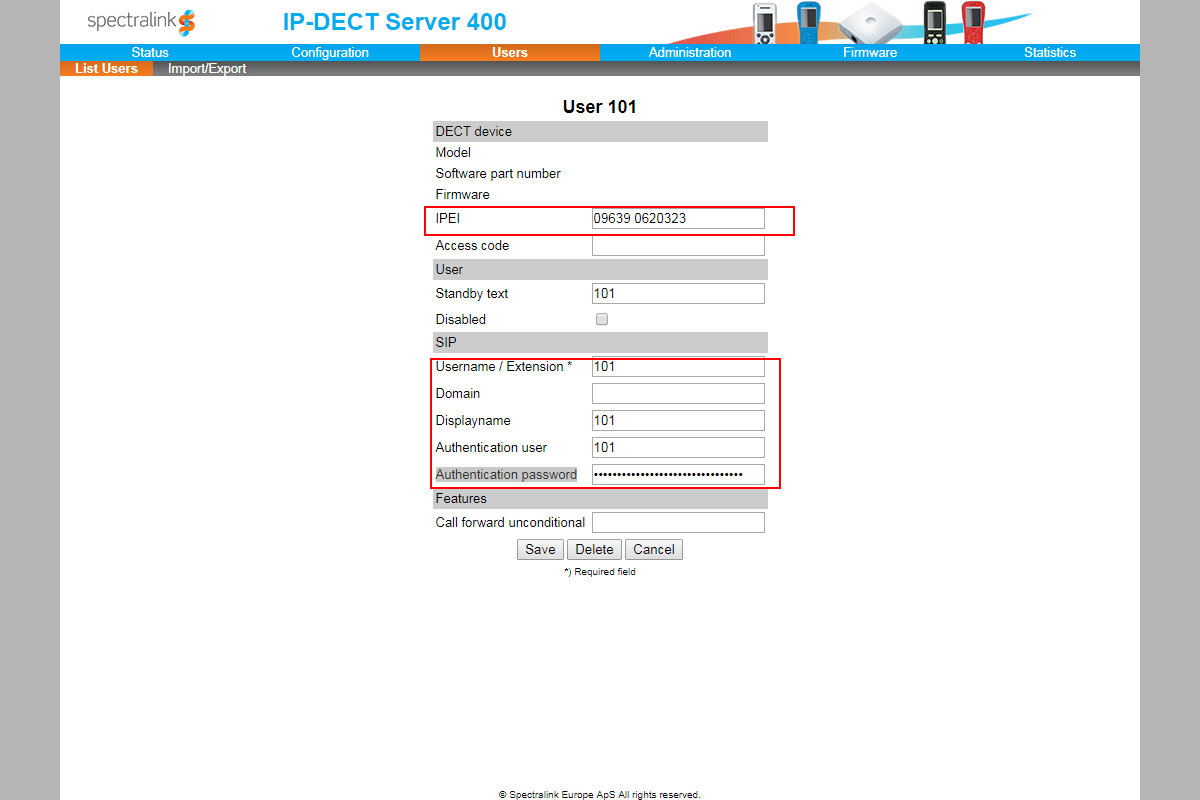 spectralink IP-DECT Server 400
Status Configuration Users Administration Firmware Statistics
List Users Import/Export
User 101
DECT device
Model
Software part number
Firmware
IPEI 09639 0620323
Access code
User
Standby text 101
Disabled
SIP
Username / Extension * 101
Domain
Displayname 101
Authentication user 101
Authentication password ••••••••••••••••••••••••••••••••
Features
Call forward unconditional
Save Delete Cancel
*) Required field
© Spectralink Europe ApS All rights reserved.